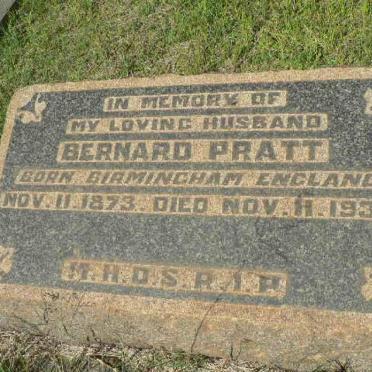 IN MEMORY OF
MY LOVING HUSBAND
BERNARD PRATT
BORN BIRMINGHAM ENGLAND
NOV. 11. 1873. DIED NOV. 11. 193
R.I.P.